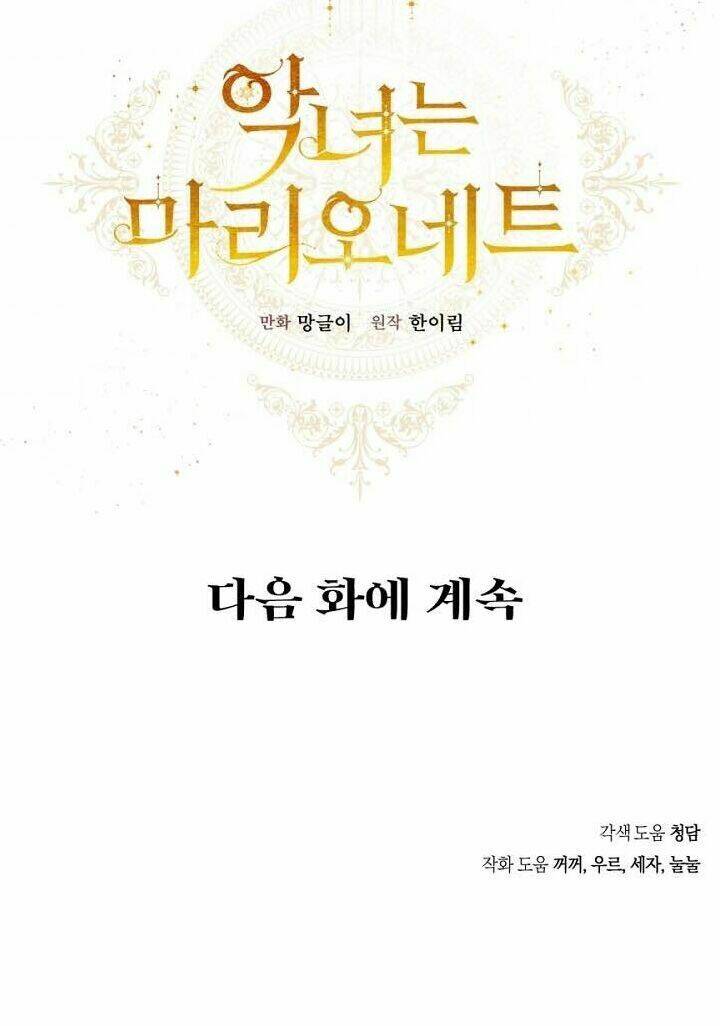 악녀는
마리오네트
만화 망글이 원작 한이림
다음 화에 계속
각색 도움 청담
작화 도움 꺼꺼, 우르, 세자, 눌눌